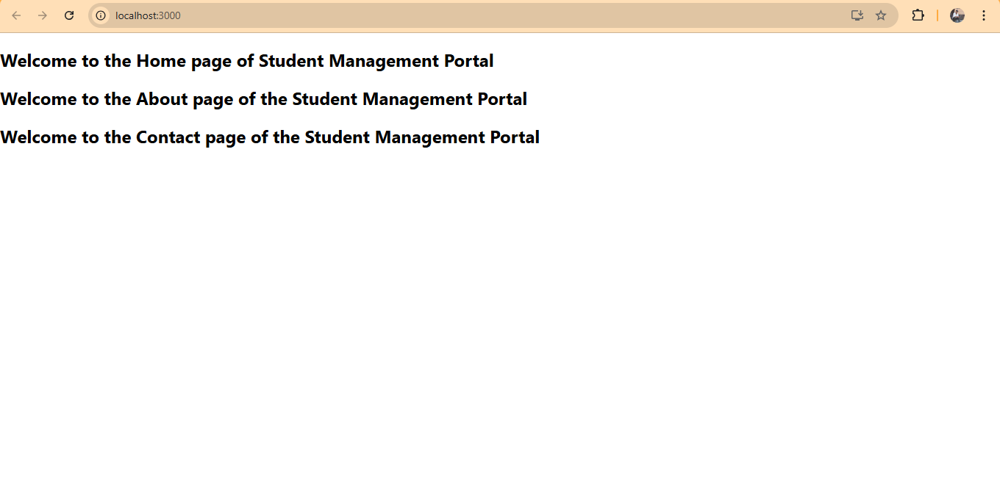 localhost:3000
Welcome to the Home page of Student Management Portal
Welcome to the About page of the Student Management Portal
Welcome to the Contact page of the Student Management Portal